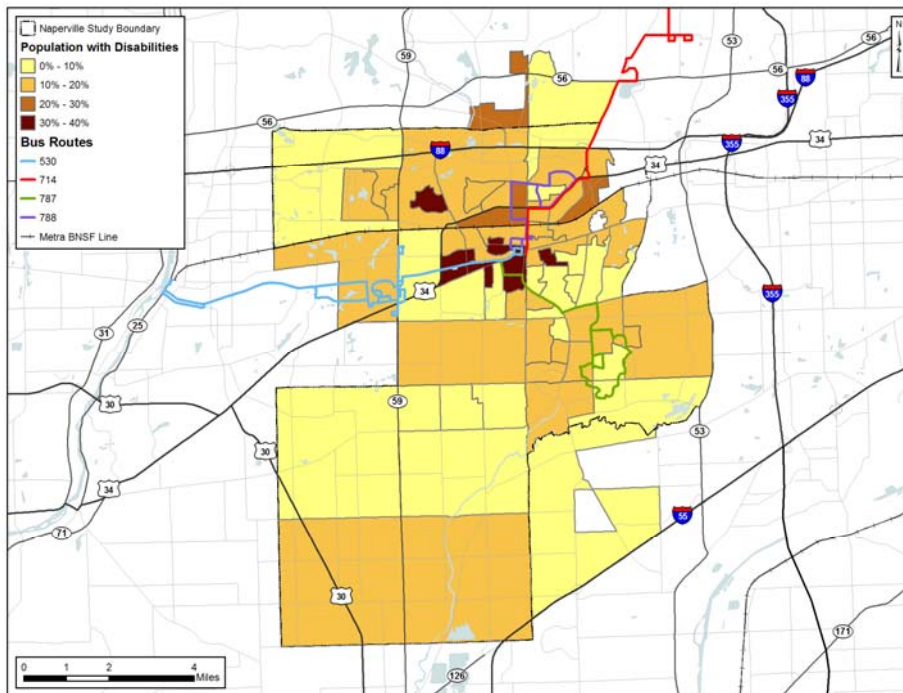 Naperville Study Boundary
Population with Disabilities
0% - 10%
10% - 20%
20% - 30%
30% - 40%
Bus Routes
530
714
787
788
Metra BNSF Line
N
59
53
56
56
88
56
355
56
88
355
34
34
34
31
25
355
30
59
53
30
34
55
71
30
171
126
0 1 2 4
Miles